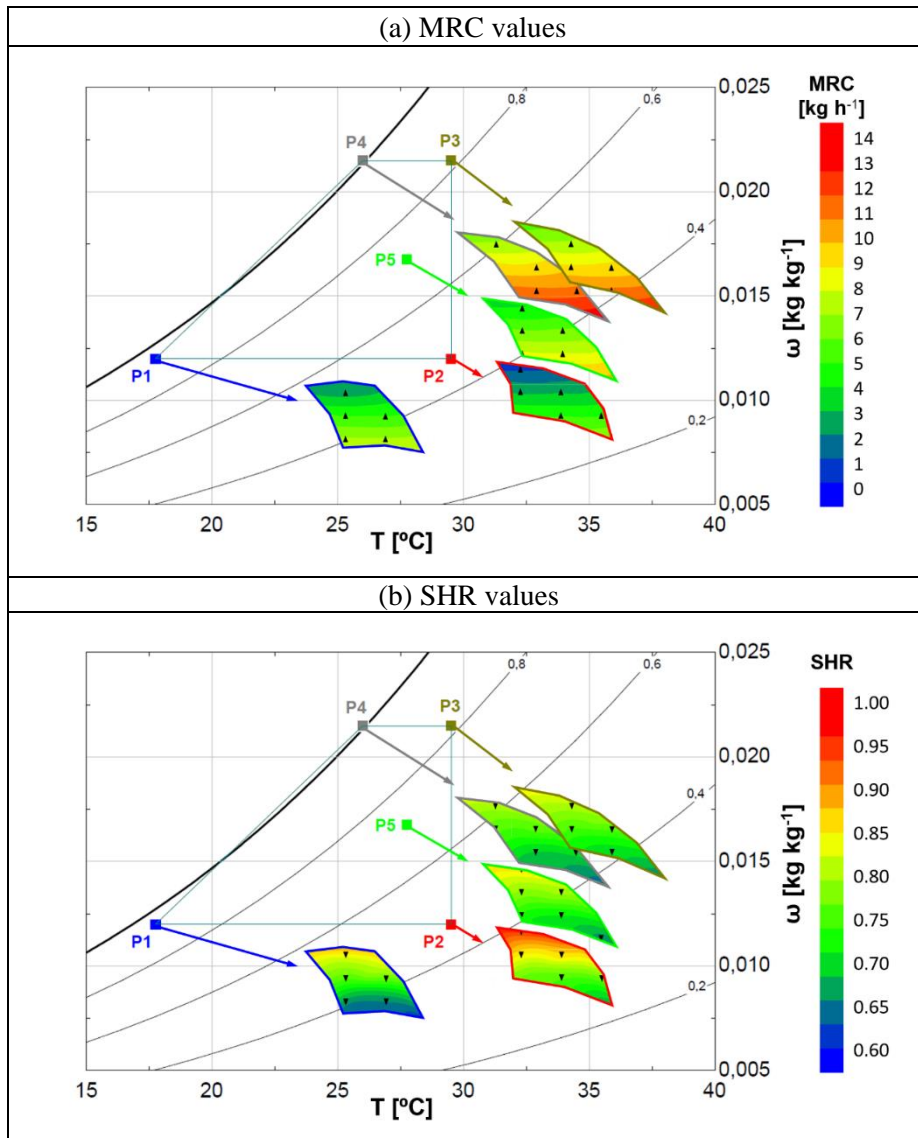 (a) MRC values
0,8
0,6
0,025
MRC
[kg h-1]
P4
P3
14
13
12
0,020
11
0,4
10
P5
9
8
0,015
ω [kg kg-1]
7
6
5
P1
P2
4
0,010
3
0,2
2
1
0
0,005
15
20
25
30
35
40
T [ºC]
(b) SHR values
0,8
0,6
0,025
SHR
P4
P3
1.00
0.95
0,020
0.90
0,4
P5
0.85
0,015
ω [kg kg-1]
0.80
0.75
P1
P2
0.70
0,010
0,2
0.65
0.60
0,005
15
20
25
30
35
40
T [ºC]